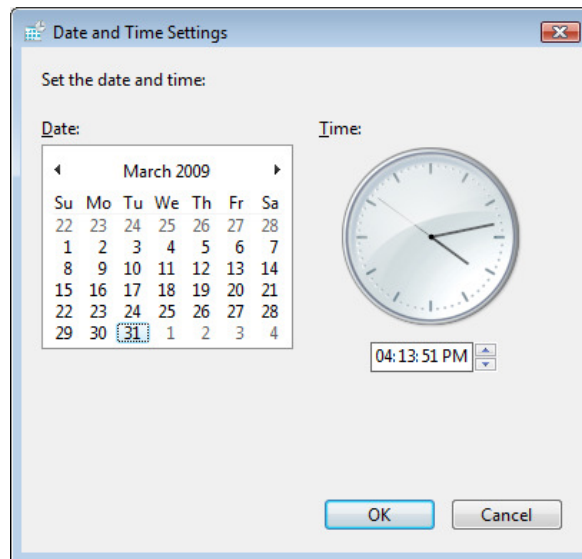 Date and Time Settings
Set the date and time:
Date:
Time:
March 2009
Su Mo Tu We Th Fr Sa
22 23 24 25 26 27 28
1 2 3 4 5 6 7
8 9 10 11 12 13 14
15 16 17 18 19 20 21
22 23 24 25 26 27 28
29 30 31 1 2 3 4
04:13:51 PM
OK
Cancel